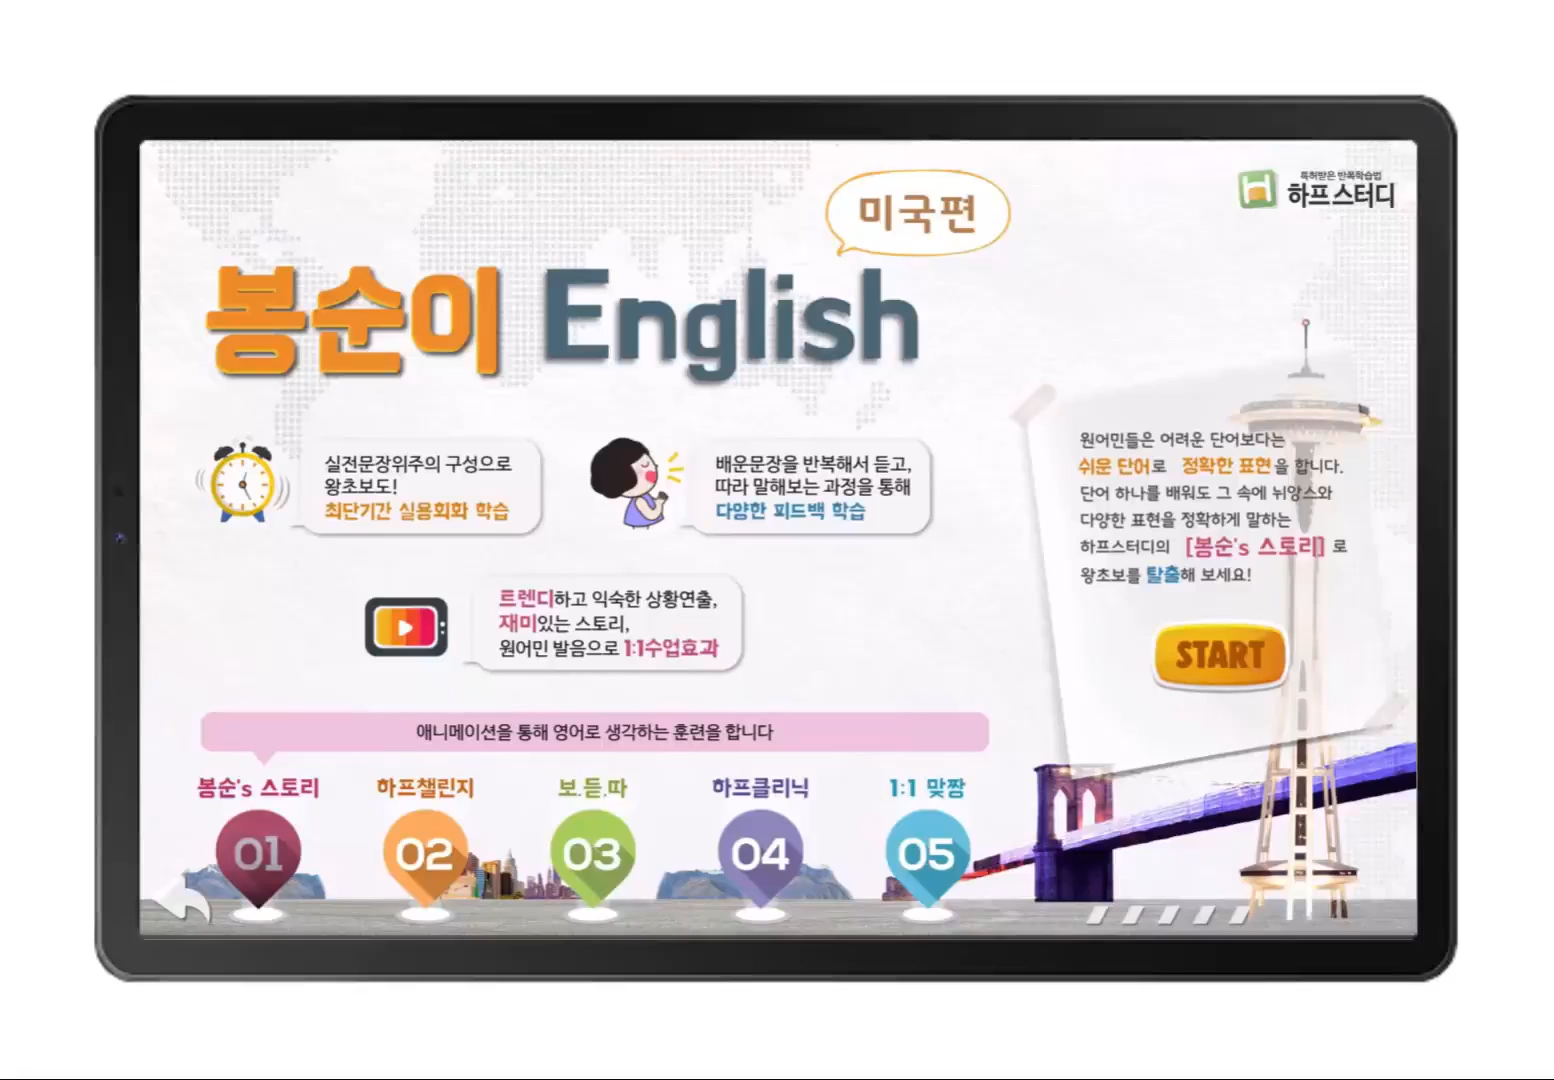 미국편
특허받은 반쪽학습법
하프스터디
봉순이 English
실전문장위주의 구성으로
왕초보도!
최단기간 실용회화 학습
배운문장을 반복해서 듣고,
따라 말해보는 과정을 통해
다양한 피드백 학습
트렌디하고 익숙한 상황연출,
재미있는 스토리,
원어민 발음으로 1:1수업효과
원어민들은 어려운 단어보다는
쉬운 단어로 정확한 표현을 합니다.
단어 하나를 배워도 그 속에 뉘앙스와
다양한 표현을 정확하게 말하는
하프스터디의 [봉순's 스토리] 로
왕초보를 탈출해 보세요!
START
애니메이션을 통해 영어로 생각하는 훈련을 합니다
봉순's 스토리
하프챌린지
보.듣.따
하프클리닉
1:1 맞짱
01
02
03
04
05